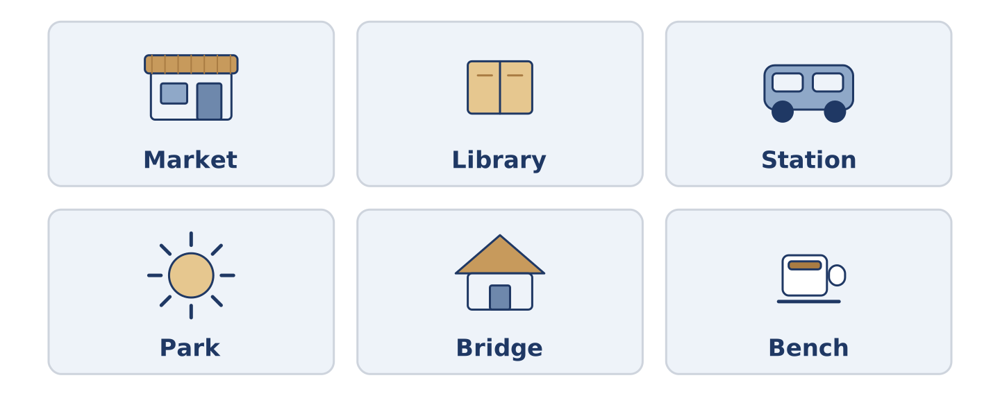 Market
Library
Station
Park
Bridge
Bench